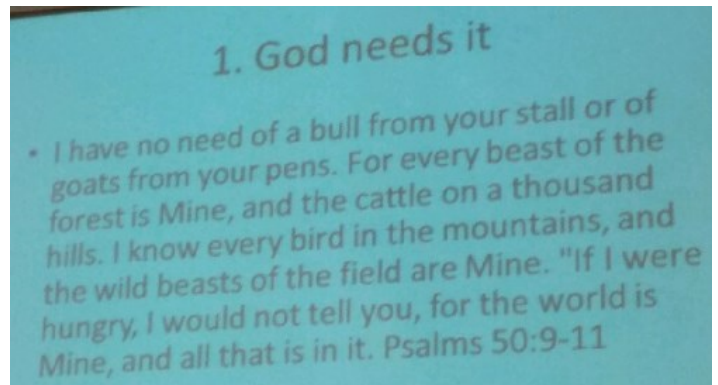 1. God needs it
• I have no need of a bull from your stall or of
goats from your pens. For every beast of the
forest is Mine, and the cattle on a thousand
hills. I know every bird in the mountains, and
the wild beasts of the field are Mine. "If I were
hungry, I would not tell you, for the world is
Mine, and all that is in it. Psalms 50:9-11